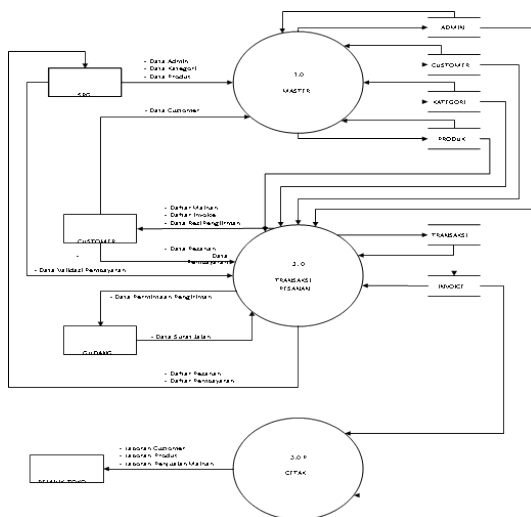 ADMIN
- Data Admin
- Data Kategori
- Data Produk
CUSTOMER
1.0
MASTER
SPG
KATEGORI
- Data Customer
PRODUK
- Daftar Mainan
- Daftar Invoice
- Data Resi Pengiriman
CUSTOMER
TRANSAKSI
- Data Pesanan
- Data
Pembayaran
- Data Validasi Pembayaran
2.0
TRANSAKSI
PESANAN
INVOICE
- Data Permintaan Pengiriman
- Data Surat Jalan
GUDANG
- Daftar Pesanan
- Daftar Pembayaran
- Laporan Customer
- Laporan Produk
- Laporan Penjualan Mainan
3.0 P
CETAK
PEMILIK TOKO